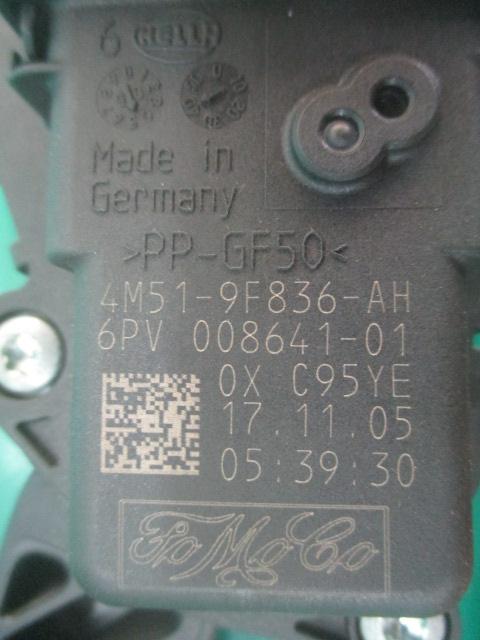 6 HELLA
Made in
Germany
>PP-GF50<
4M51-9F836-AH
6PV 008641-01
0X C95YE
17.11.05
05:39:30
FoMoCo